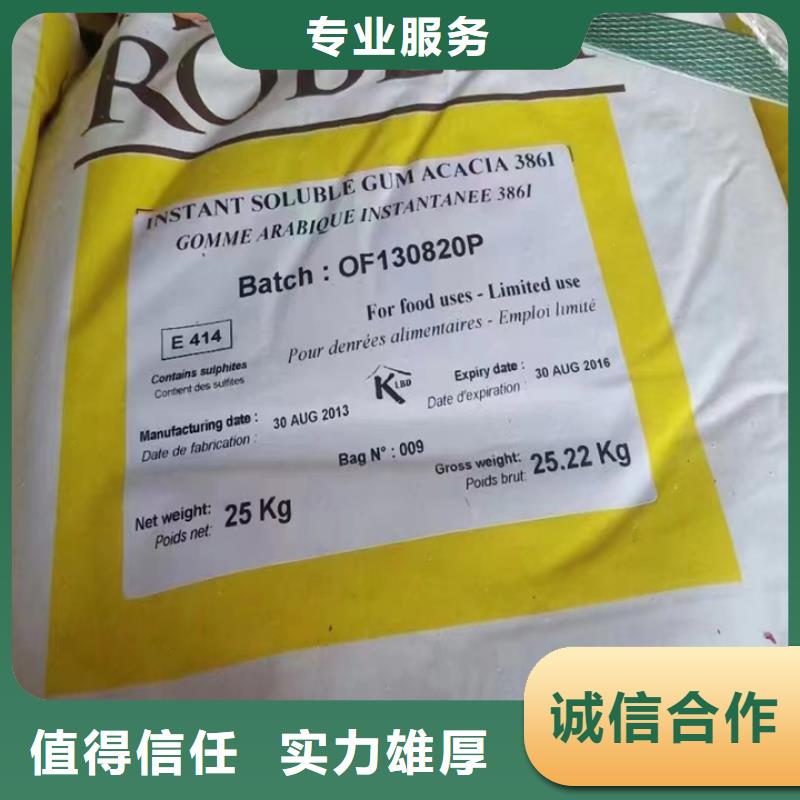 专业服务
INSTANT SOLUBLE GUM ACACIA 386I
GOMME ARABIQUE INSTANTANEE 386I
Batch : OF130820P
For food uses - Limited use
Pour denrées alimentaires - Emploi limité
E 414
Contains sulphites
Contient des sulfites
K LBD
Expiry date : 30 AUG 2016
Date d'expiration :
Manufacturing date : 30 AUG 2013
Date de fabrication :
Bag N° : 009
Gross weight: 25.22 Kg
Poids brut:
Net weight: 25 Kg
Poids net:
诚信合作
值得信任 实力雄厚